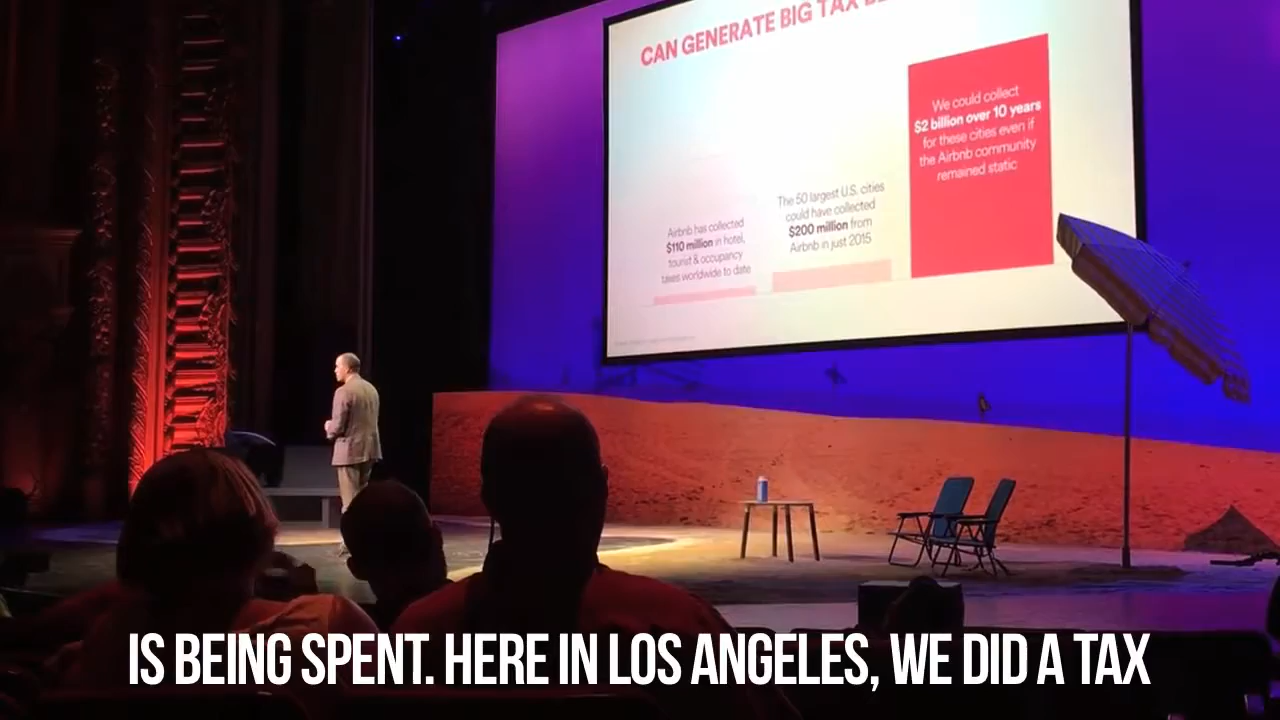 CAN GENERATE BIG TAX
We could collect
$2 billion over 10 years
for these cities even if
the Airbnb community
remained static
The 50 largest U.S. cities
could have collected
$200 million from
Airbnb in just 2015
Airbnb has collected
$110 million in hotel,
tourist & occupancy
taxes worldwide to date
IS BEING SPENT. HERE IN LOS ANGELES, WE DID A TAX